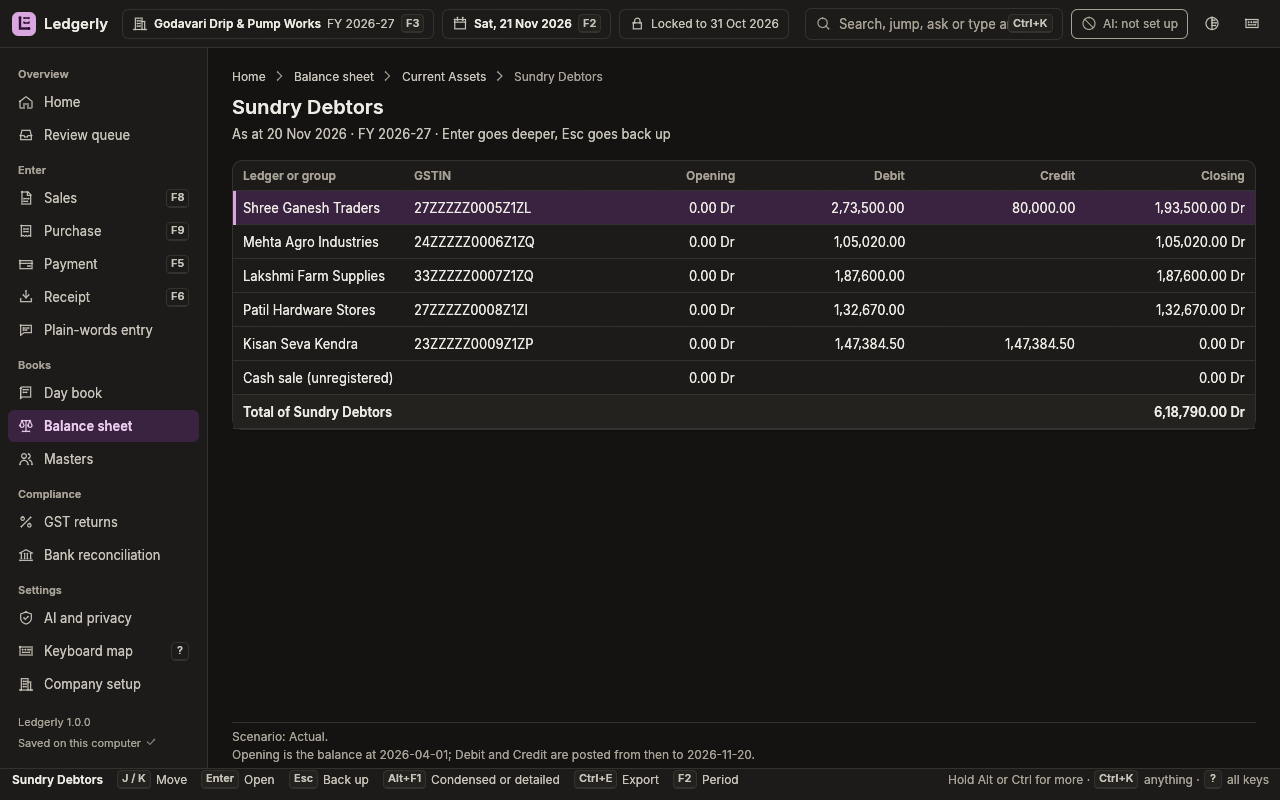 Ledgerly
Godavari Drip & Pump Works FY 2026-27 F3
Sat, 21 Nov 2026 F2
Locked to 31 Oct 2026
Search, jump, ask or type a Ctrl+K
AI: not set up
Overview
Home
Review queue
Enter
Sales F8
Purchase F9
Payment F5
Receipt F6
Plain-words entry
Books
Day book
Balance sheet
Masters
Compliance
GST returns
Bank reconciliation
Settings
AI and privacy
Keyboard map ?
Company setup
Ledgerly 1.0.0
Saved on this computer
Home > Balance sheet > Current Assets > Sundry Debtors
Sundry Debtors
As at 20 Nov 2026 · FY 2026-27 · Enter goes deeper, Esc goes back up
Ledger or group GSTIN Opening Debit Credit Closing
Shree Ganesh Traders 27ZZZZZ0005Z1ZL 0.00 Dr 2,73,500.00 80,000.00 1,93,500.00 Dr
Mehta Agro Industries 24ZZZZZ0006Z1ZQ 0.00 Dr 1,05,020.00 1,05,020.00 Dr
Lakshmi Farm Supplies 33ZZZZZ0007Z1ZQ 0.00 Dr 1,87,600.00 1,87,600.00 Dr
Patil Hardware Stores 27ZZZZZ0008Z1ZI 0.00 Dr 1,32,670.00 1,32,670.00 Dr
Kisan Seva Kendra 23ZZZZZ0009Z1ZP 0.00 Dr 1,47,384.50 1,47,384.50 0.00 Dr
Cash sale (unregistered) 0.00 Dr 0.00 Dr
Total of Sundry Debtors 6,18,790.00 Dr
Scenario: Actual.
Opening is the balance at 2026-04-01; Debit and Credit are posted from then to 2026-11-20.
Sundry Debtors J / K Move Enter Open Esc Back up Alt+F1 Condensed or detailed Ctrl+E Export F2 Period Hold Alt or Ctrl for more · Ctrl+K anything · ? all keys